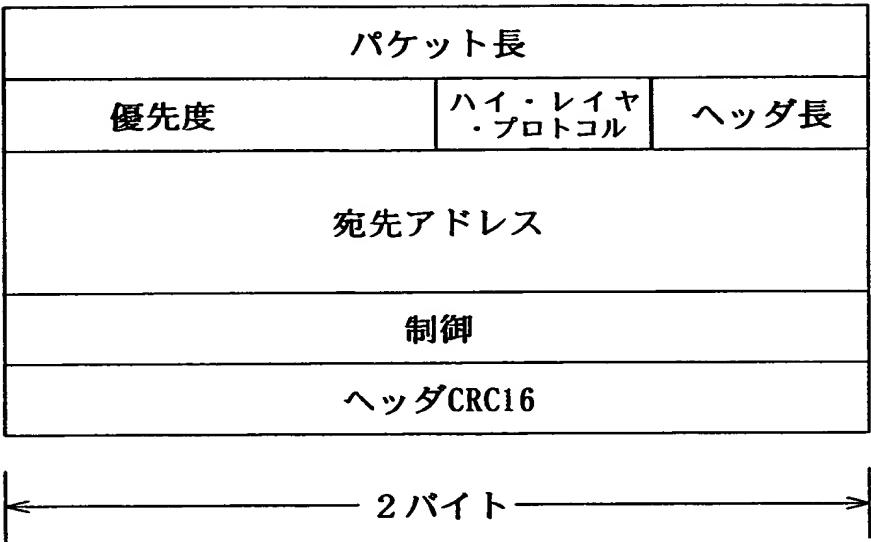 パケット長
優先度
ハイ・レイヤ
・プロトコル
ヘッダ長
宛先アドレス
制御
ヘッダCRC16
2バイト